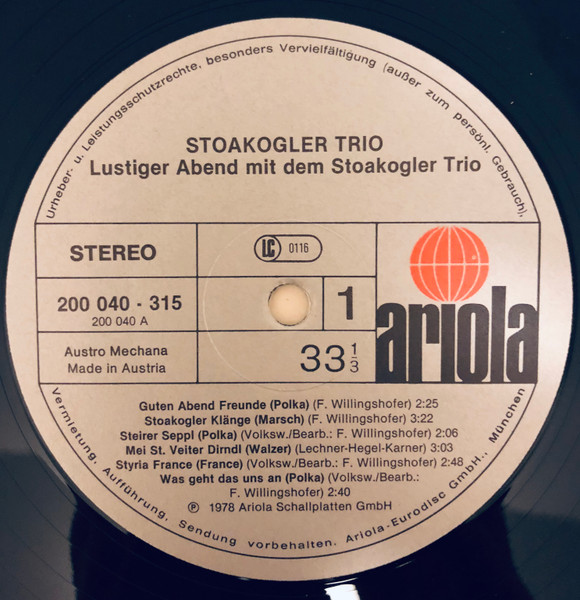 Urheber- u. Leistungsschutzrechte, besonders Vervielfältigung (außer zum persönl. Gebrauch),
STOAKOGLER TRIO
Lustiger Abend mit dem Stoakogler Trio
STEREO
LC 0116
200 040 - 315
200 040 A
1
ariola
Austro Mechana
Made in Austria
33 1/3
Guten Abend Freunde (Polka) (F. Willingshofer) 2:25
Stoakogler Klänge (Marsch) (F. Willingshofer) 3:22
Steirer Seppl (Polka) (Volksw./Bearb.: F. Willingshofer) 2:06
Mei St. Veiter Dirndl (Walzer) (Lechner-Hegel-Karner) 3:03
Styria France (France) (Volksw./Bearb.: F. Willingshofer) 2:48
Was geht das uns an (Polka) (Volksw./Bearb.:
F. Willingshofer) 2:40
℗ 1978 Ariola Schallplatten GmbH
Vermietung, Aufführung, Sendung vorbehalten. Ariola-Eurodisc GmbH., München